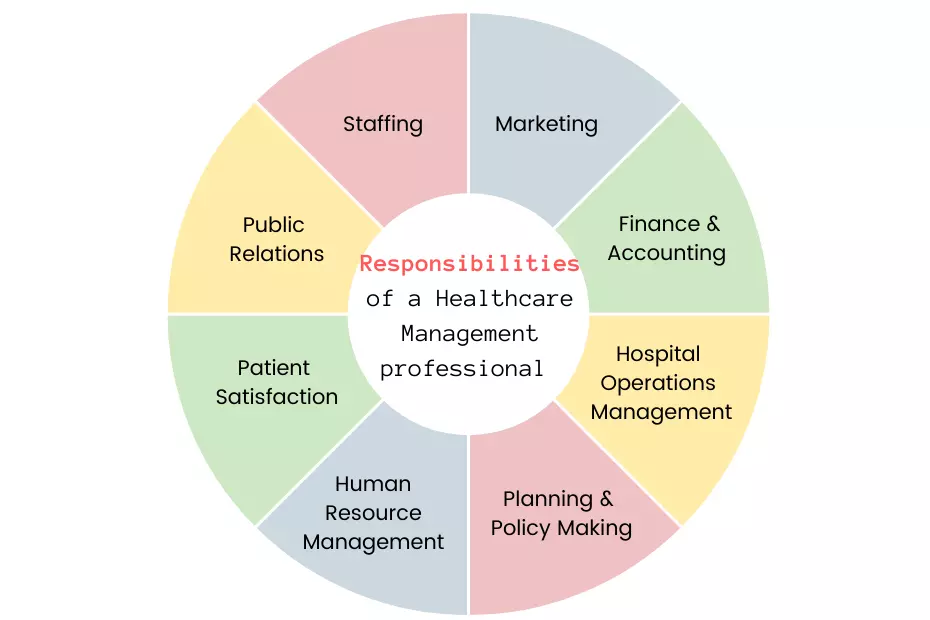 Responsibilities
of a Healthcare
Management
professional
Marketing
Finance &
Accounting
Hospital
Operations
Management
Planning &
Policy Making
Human
Resource
Management
Patient
Satisfaction
Public
Relations
Staffing